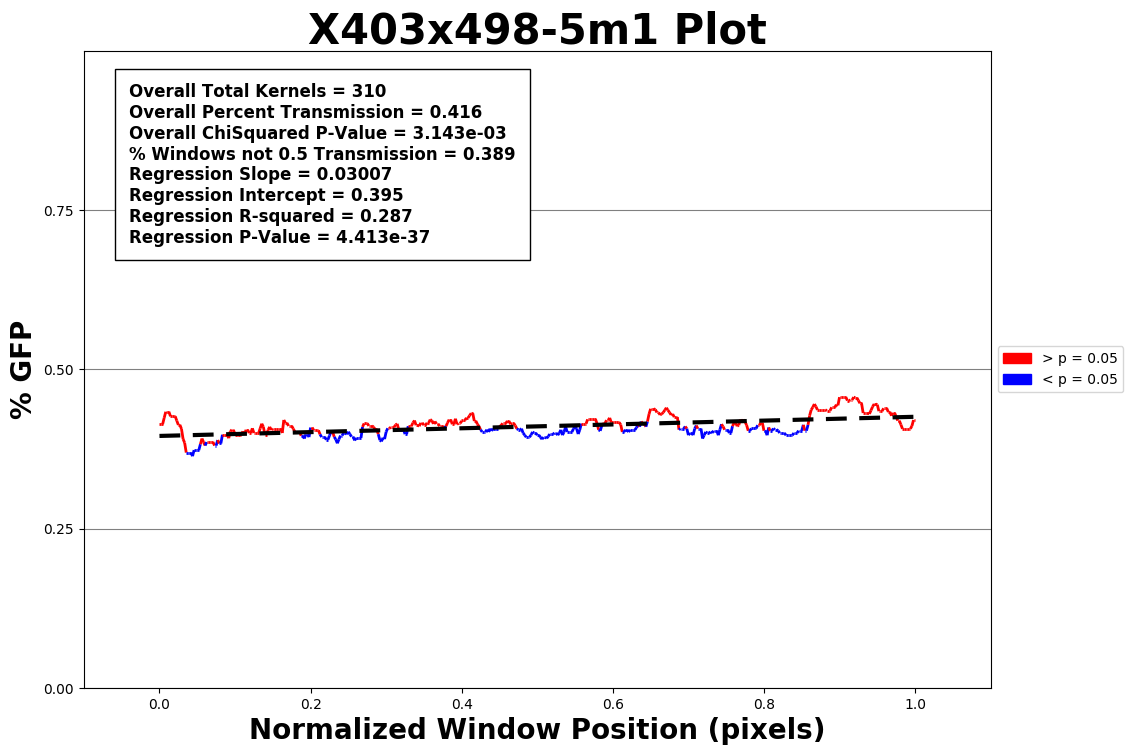 X403x498-5m1 Plot
Overall Total Kernels = 310
Overall Percent Transmission = 0.416
Overall ChiSquared P-Value = 3.143e-03
% Windows not 0.5 Transmission = 0.389
Regression Slope = 0.03007
Regression Intercept = 0.395
Regression R-squared = 0.287
Regression P-Value = 4.413e-37
0.75
0.50
0.25
0.00
% GFP
> p = 0.05
< p = 0.05
0.0 0.2 0.4 0.6 0.8 1.0
Normalized Window Position (pixels)